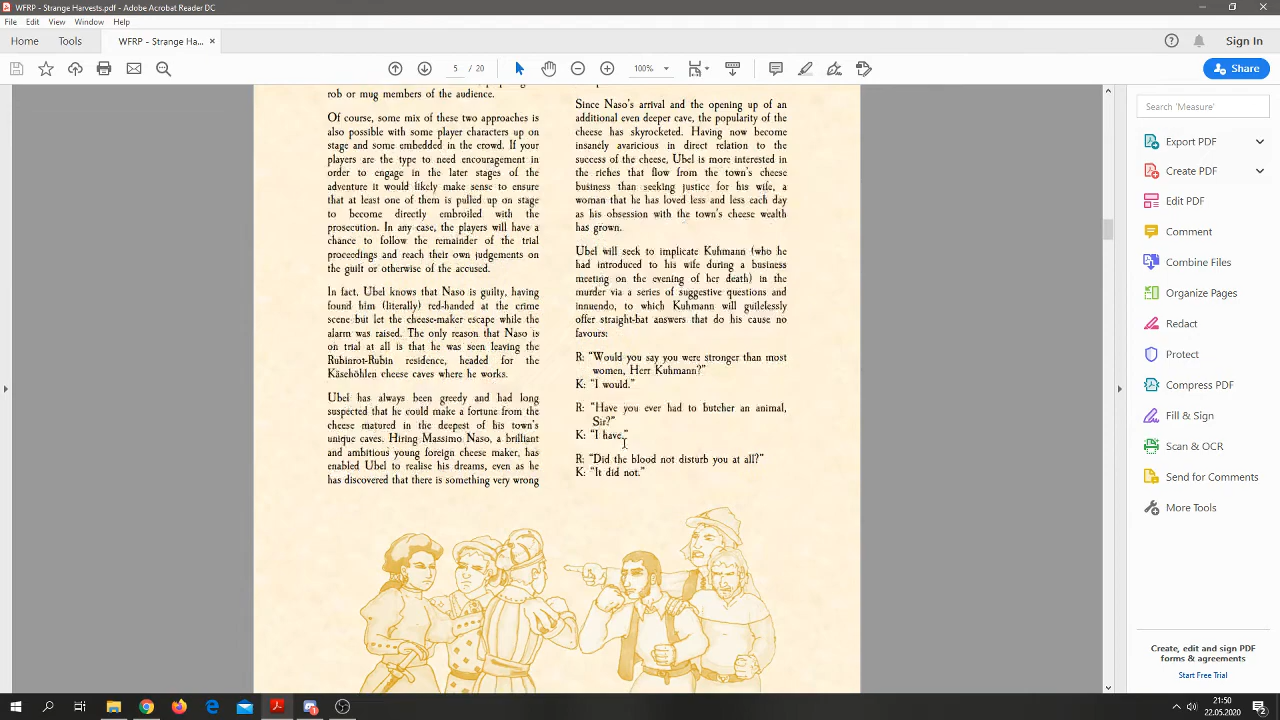 WFRP - Strange Harvests.pdf - Adobe Acrobat Reader DC
File Edit View Window Help
Home Tools WFRP - Strange Ha... ×
Sign In
5 / 20
100%
Share
rob or mug members of the audience.
Of course, some mix of these two approaches is
also possible with some player characters up on
stage and some embedded in the crowd. If your
players are the type to need encouragement in
order to engage in the later stages of the
adventure it would likely make sense to ensure
that at least one of them is pulled up on stage
to become directly embroiled with the
prosecution. In any case, the players will have a
chance to follow the remainder of the trial
proceedings and reach their own judgements on
the guilt or otherwise of the accused.
In fact, Ubel knows that Naso is guilty, having
found him (literally) red-handed at the crime
scene but let the cheese-maker escape while the
alarm was raised. The only reason that Naso is
on trial at all is that he was seen leaving the
Rubinrot-Rubin residence, headed for the
Käsehöhlen cheese caves where he works.
Ubel has always been greedy and had long
suspected that he could make a fortune from the
cheese matured in the deepest of his town's
unique caves. Hiring Massimo Naso, a brilliant
and ambitious young foreign cheese maker, has
enabled Ubel to realise his dreams, even as he
has discovered that there is something very wrong
Since Naso's arrival and the opening up of an
additional even deeper cave, the popularity of the
cheese has skyrocketed. Having now become
insanely avaricious in direct relation to the
success of the cheese, Ubel is more interested in
the riches that flow from the town's cheese
business than seeking justice for his wife, a
woman that he has loved less and less each day
as his obsession with the town's cheese wealth
has grown.
Ubel will seek to implicate Kuhmann (who he
had introduced to his wife during a business
meeting on the evening of her death) in the
murder via a series of suggestive questions and
innuendo, to which Kuhmann will guilelessly
offer straight-bat answers that do his cause no
favours:
R: "Would you say you were stronger than most
women, Herr Kuhmann?"
K: "I would."
R: "Have you ever had to butcher an animal,
Sir?"
K: "I have."
R: "Did the blood not disturb you at all?"
K: "It did not."
Search 'Measure'
Export PDF
Create PDF
Edit PDF
Comment
Combine Files
Organize Pages
Redact
Protect
Compress PDF
Fill & Sign
Scan & OCR
Send for Comments
More Tools
Create, edit and sign PDF
forms & agreements
Start Free Trial
21:50
22.05.2020